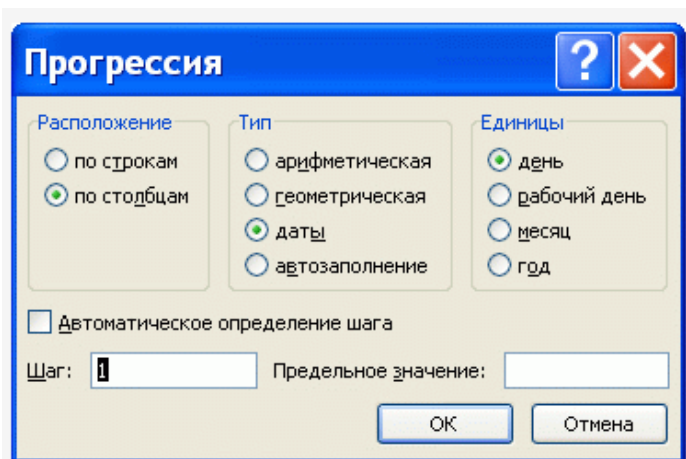 Прогрессия
Расположение
Тип
Единицы
по строкам
арифметическая
день
по столбцам
геометрическая
рабочий день
даты
месяц
автозаполнение
год
Автоматическое определение шага
Шаг: 1
Предельное значение:
ОК
Отмена